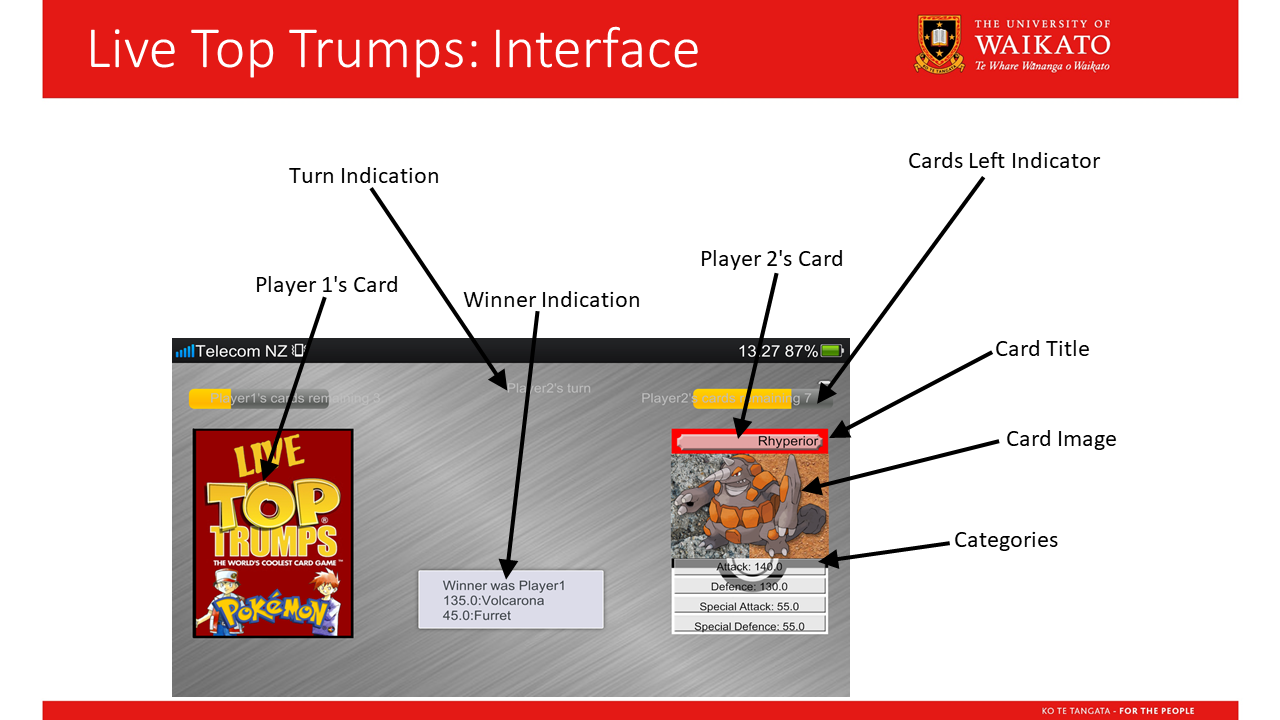 Live Top Trumps: Interface
THE UNIVERSITY OF
WAIKATO
Te Whare Wānanga o Waikato
KO TE TANGATA
Cards Left Indicator
Turn Indication
Player 2's Card
Player 1's Card
Winner Indication
Telecom NZ
13:27 87%
Card Title
Player2's turn
Player1's cards remaining 3
Player2's cards remaining 7
Rhyperior
Card Image
LIVE
TOP
TRUMPS
THE WORLD'S COOLEST CARD GAME™
POKéMON
Categories
Attack: 140.0
Defence: 130.0
Special Attack: 55.0
Special Defence: 55.0
Winner was Player1
135.0:Volcarona
45.0:Furret
KO TE TANGATA - FOR THE PEOPLE